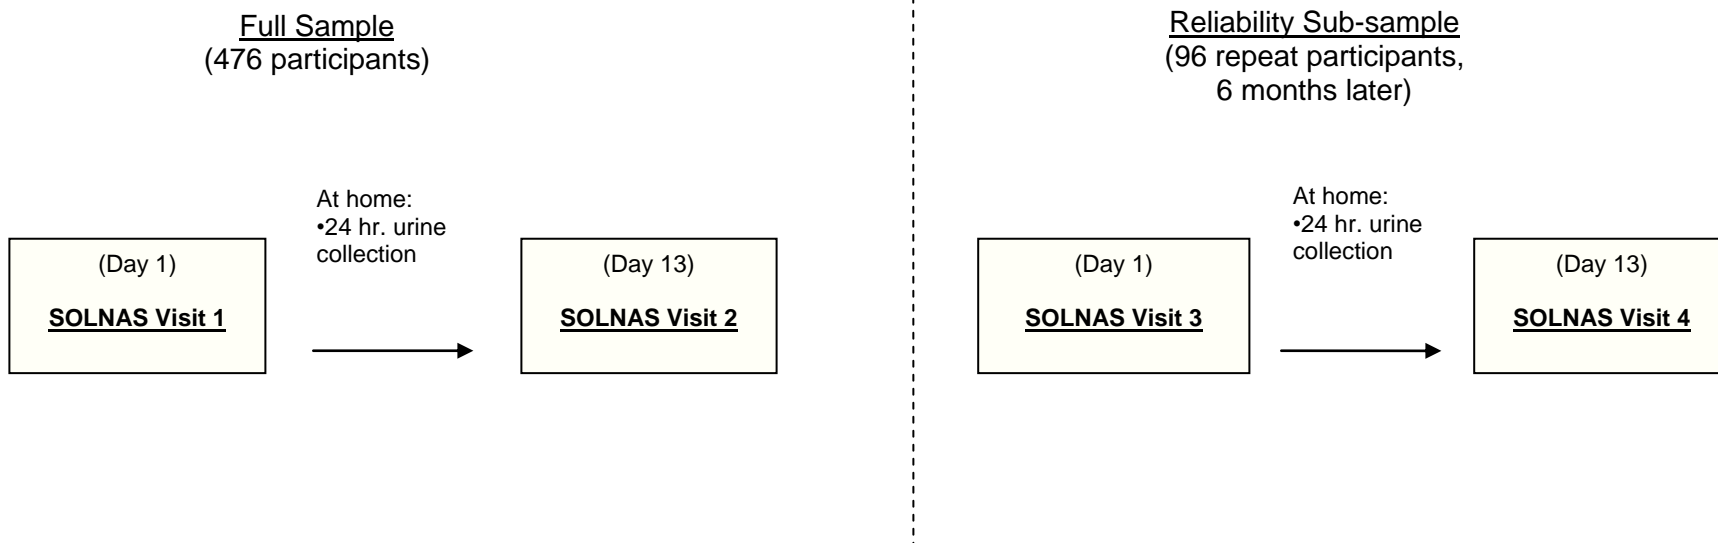 Full Sample
(476 participants)
At home:
•24 hr. urine
collection
(Day 1)
SOLNAS Visit 1
(Day 13)
SOLNAS Visit 2
Reliability Sub-sample
(96 repeat participants,
6 months later)
At home:
•24 hr. urine
collection
(Day 1)
SOLNAS Visit 3
(Day 13)
SOLNAS Visit 4